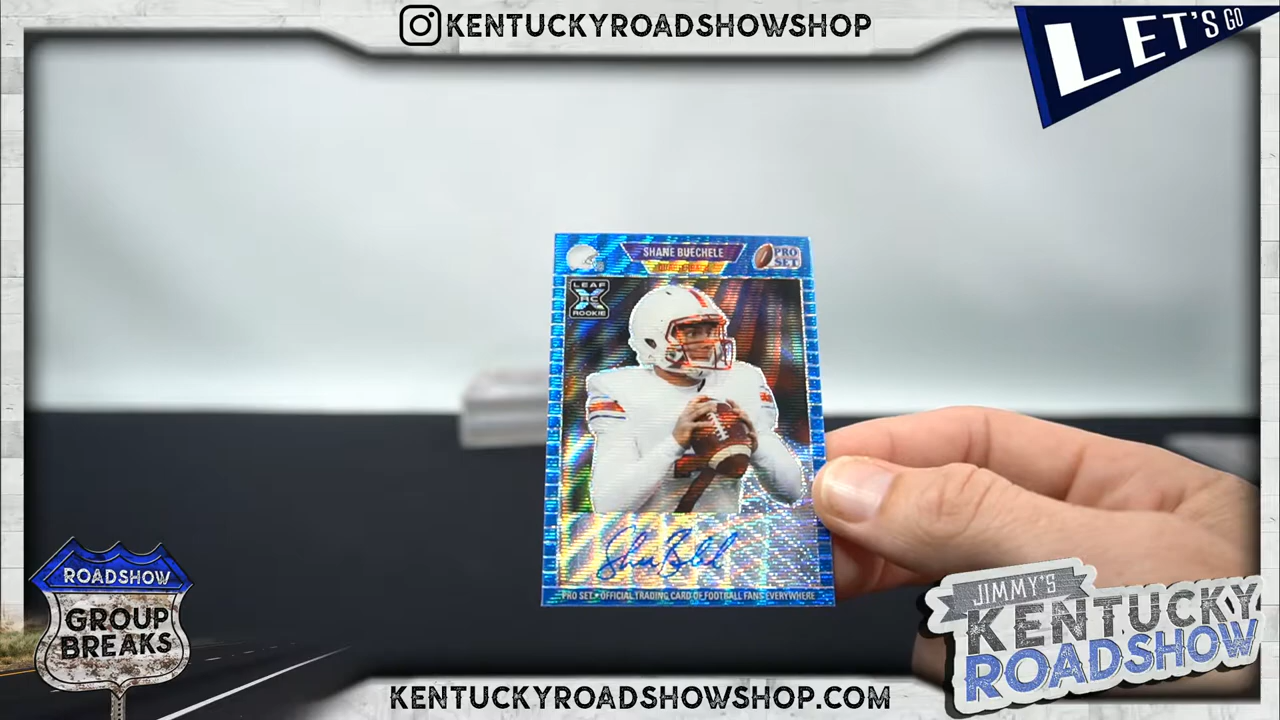 KENTUCKYROADSHOWSHOP
LET'S GO
SHANE BUECHELE
PRO
SET
LEAF
RC
ROOKIE
PRO SET • OFFICIAL TRADING CARD OF FOOTBALL FANS EVERYWHERE
ROADSHOW
GROUP
BREAKS
JIMMY'S
KENTUCKY
ROADSHOW
KENTUCKYROADSHOWSHOP.COM